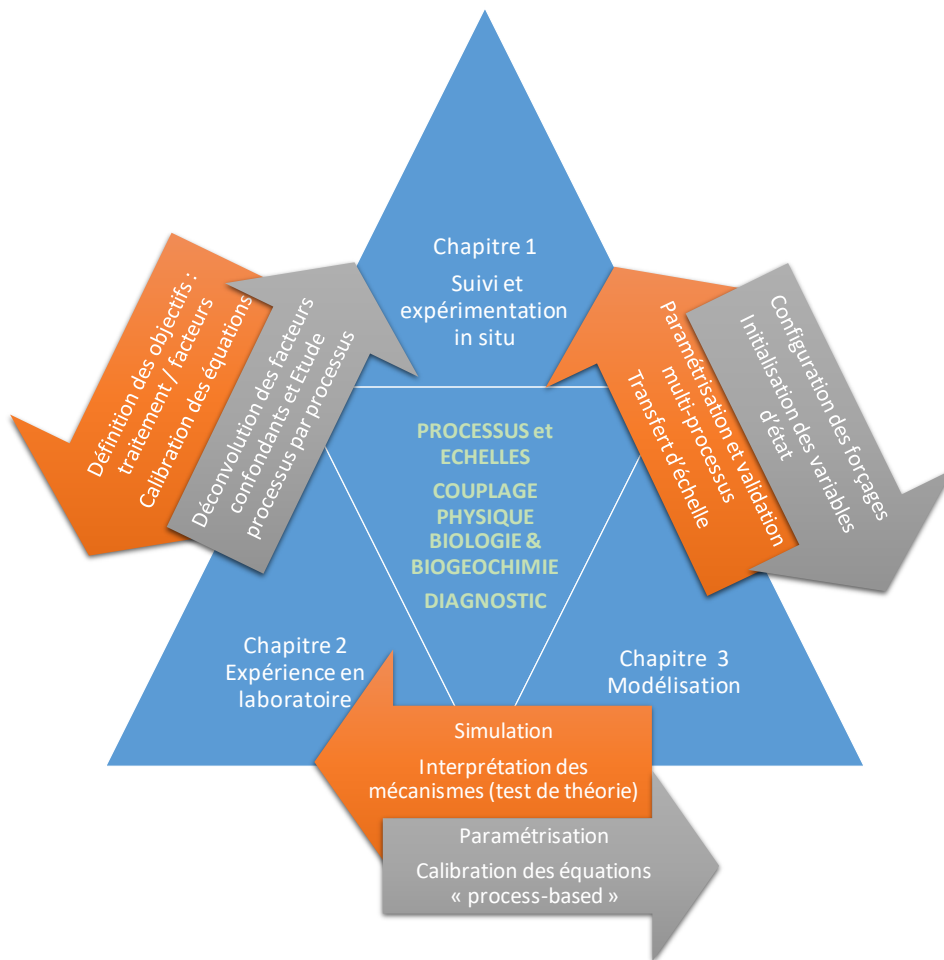 Chapitre 1
Suivi et
expérimentation
in situ
Définition des objectifs :
traitement / facteurs
Calibration des équations
Déconvolution des facteurs
confondants et Etude
processus par processus
Paramétrisation et validation
multi-processus
Transfert d'échelle
Configuration des forçages
Initialisation des variables
d'état
PROCESSUS et
ECHELLES
COUPLAGE
PHYSIQUE
BIOLOGIE &
BIOGEOCHIMIE
DIAGNOSTIC
Chapitre 2
Expérience en
laboratoire
Chapitre 3
Modélisation
Simulation
Interprétation des
mécanismes (test de théorie)
Paramétrisation
Calibration des équations
« process-based »